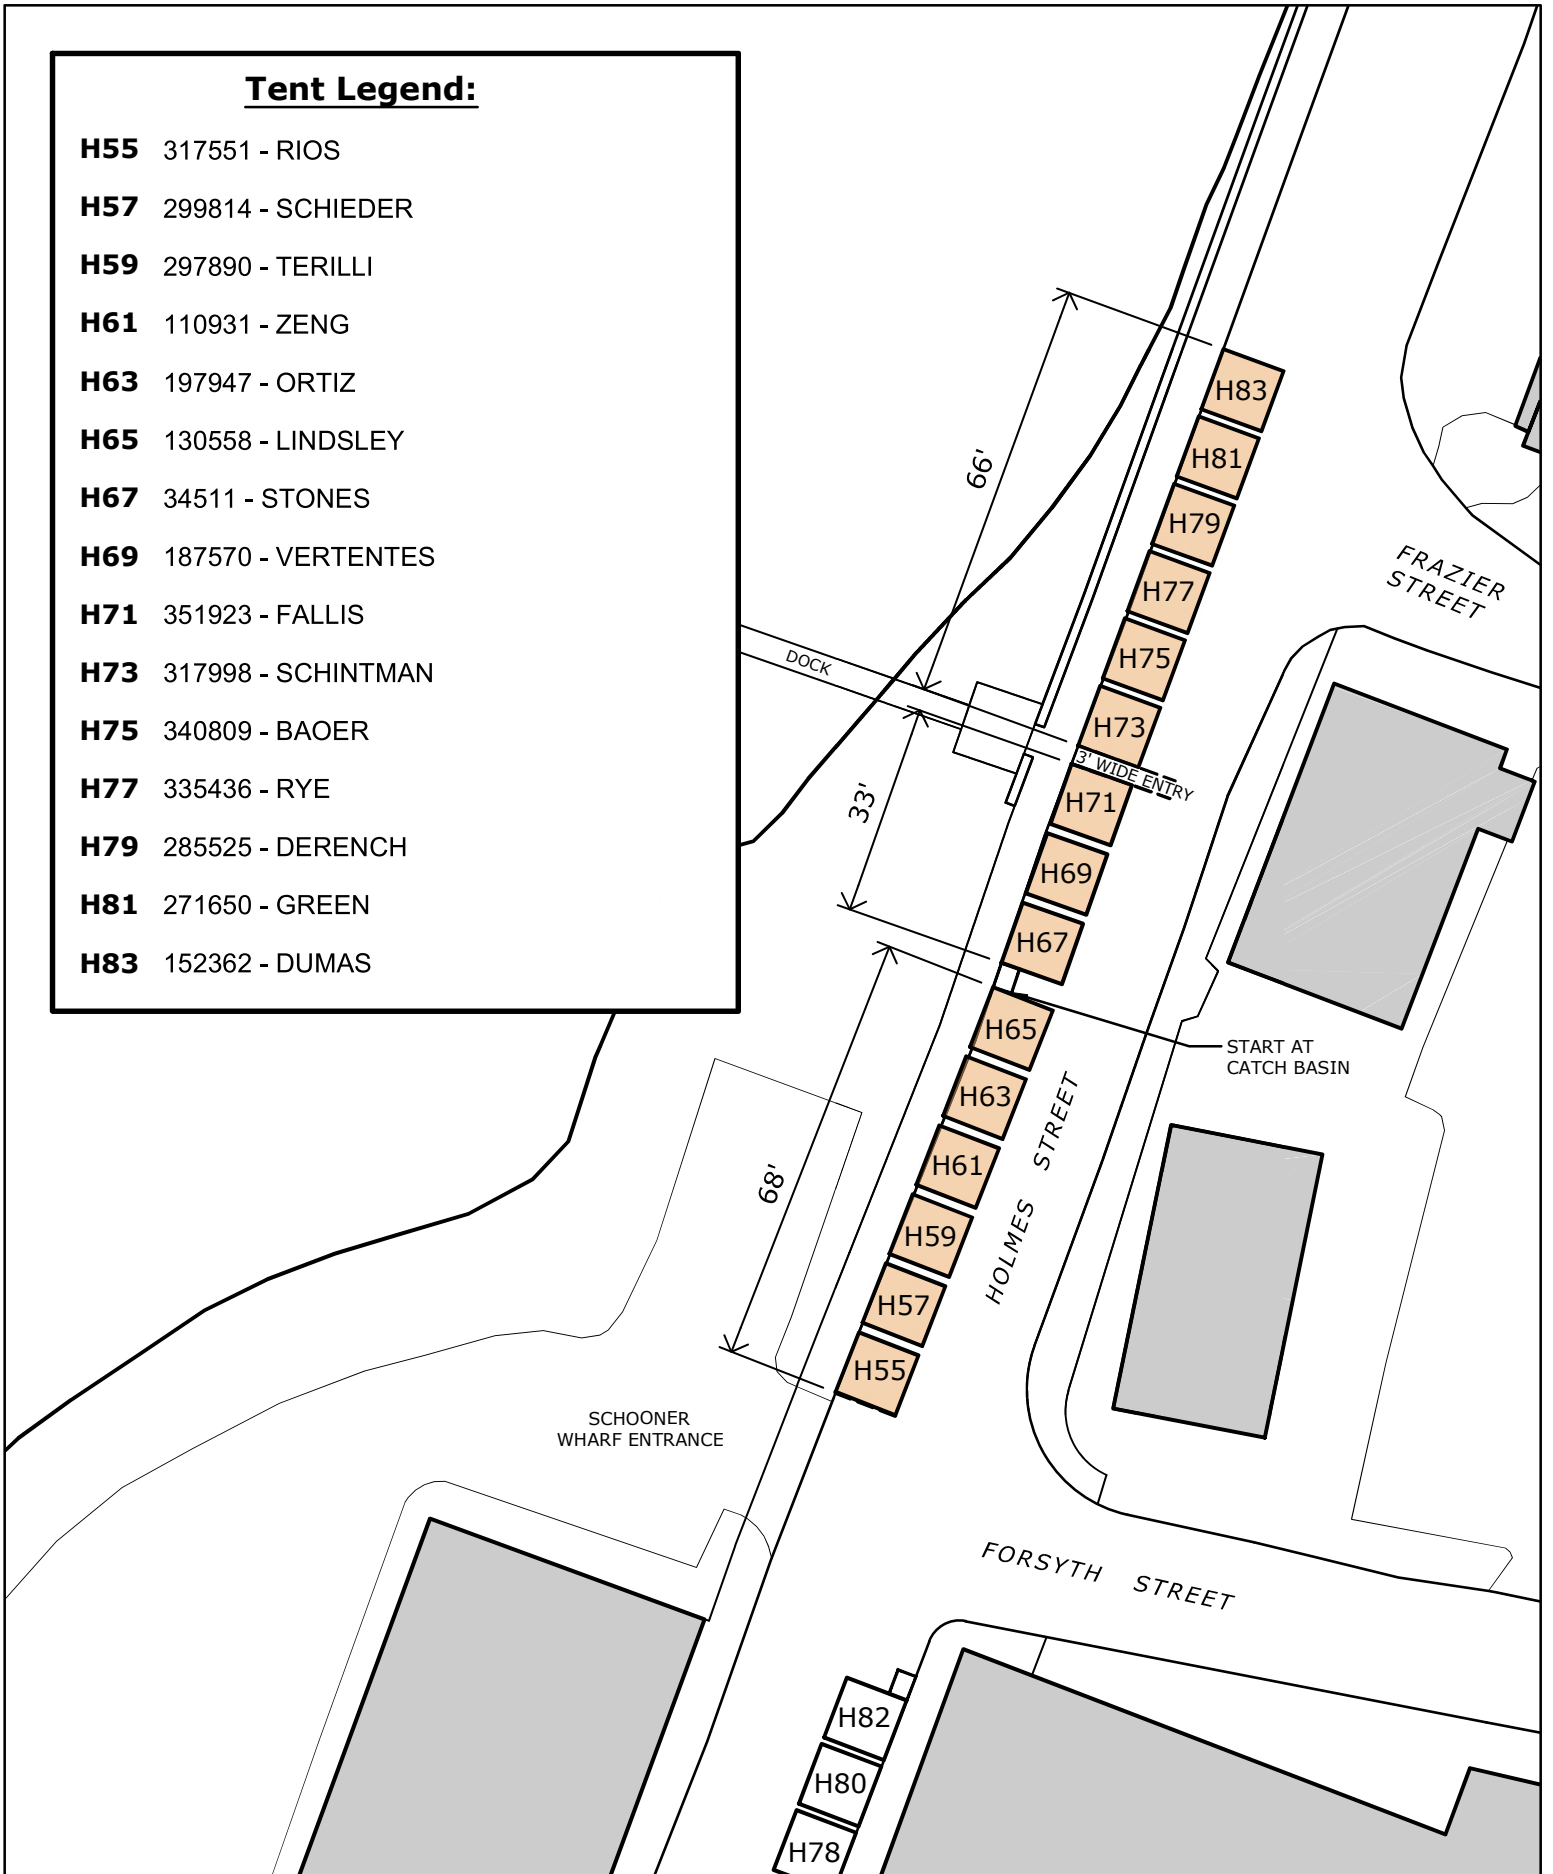 Tent Legend:
H55 317551 - RIOS
H57 299814 - SCHIEDER
H59 297890 - TERILLI
H61 110931 - ZENG
H63 197947 - ORTIZ
H65 130558 - LINDSLEY
H67 34511 - STONES
H69 187570 - VERTENTES
H71 351923 - FALLIS
H73 317998 - SCHINTMAN
H75 340809 - BAOER
H77 335436 - RYE
H79 285525 - DERENCH
H81 271650 - GREEN
H83 152362 - DUMAS
H83
H81
66'
H79
FRAZIER
STREET
H77
H75
DOCK
H73
3' WIDE ENTRY
H71
33'
H69
H67
H65
START AT
CATCH BASIN
H63
H61
68'
HOLMES STREET
H59
H57
H55
SCHOONER
WHARF ENTRANCE
FORSYTH STREET
H82
H80
H78